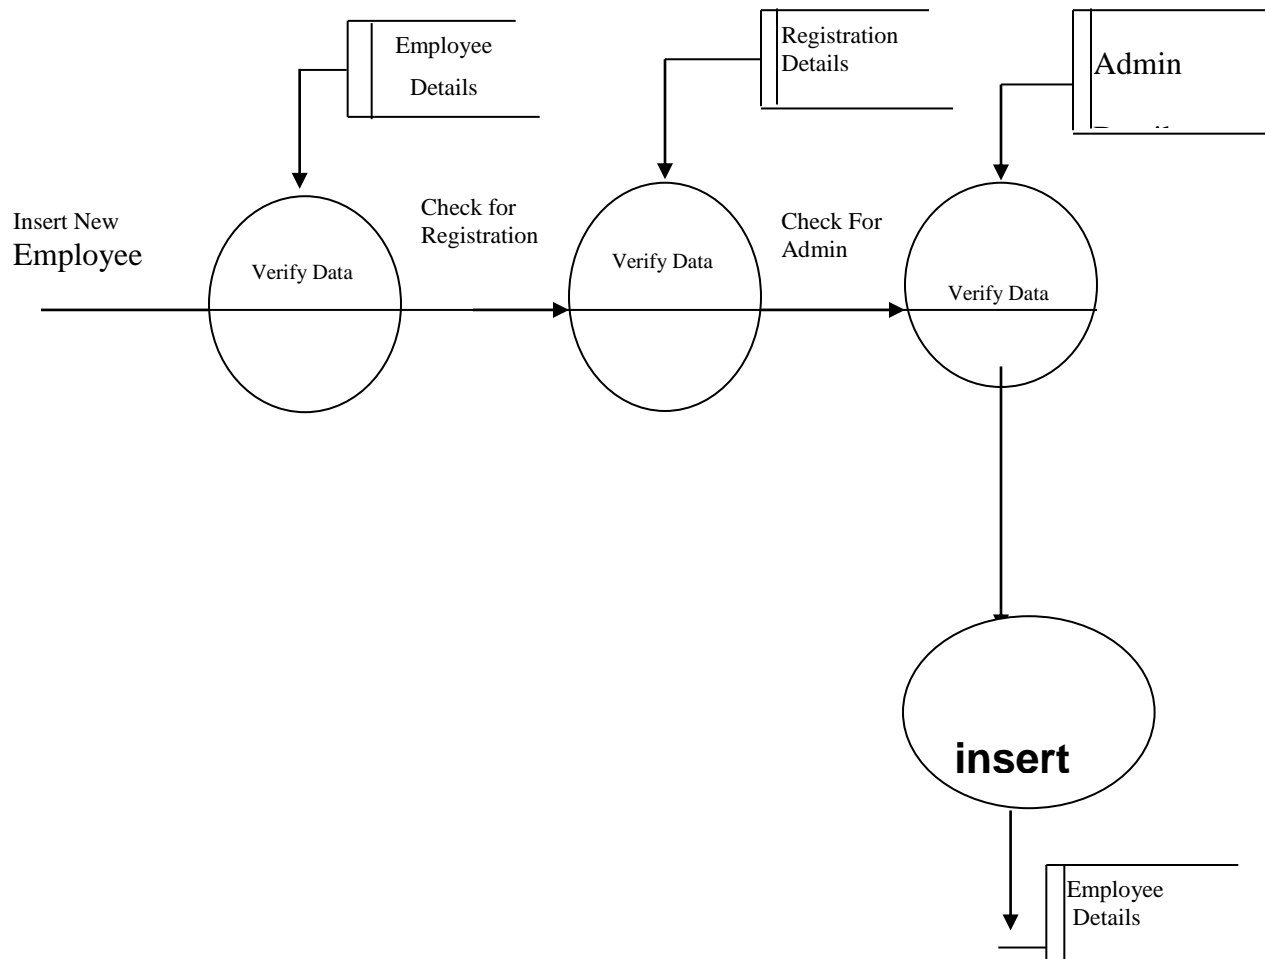 Employee
Details
Registration
Details
Admin
Insert New
Employee
Verify Data
Check for
Registration
Verify Data
Check For
Admin
Verify Data
insert
Employee
Details